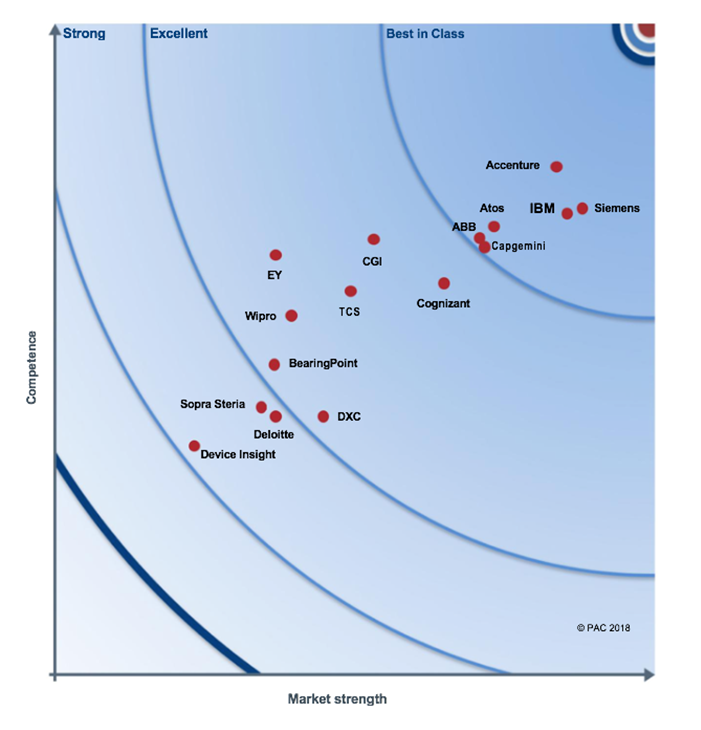 Strong
Excellent
Best in Class
Accenture
Atos
IBM
Siemens
ABB
Capgemini
CGI
EY
Cognizant
TCS
Wipro
BearingPoint
Sopra Steria
DXC
Deloitte
Device Insight
Competence
© PAC 2018
Market strength